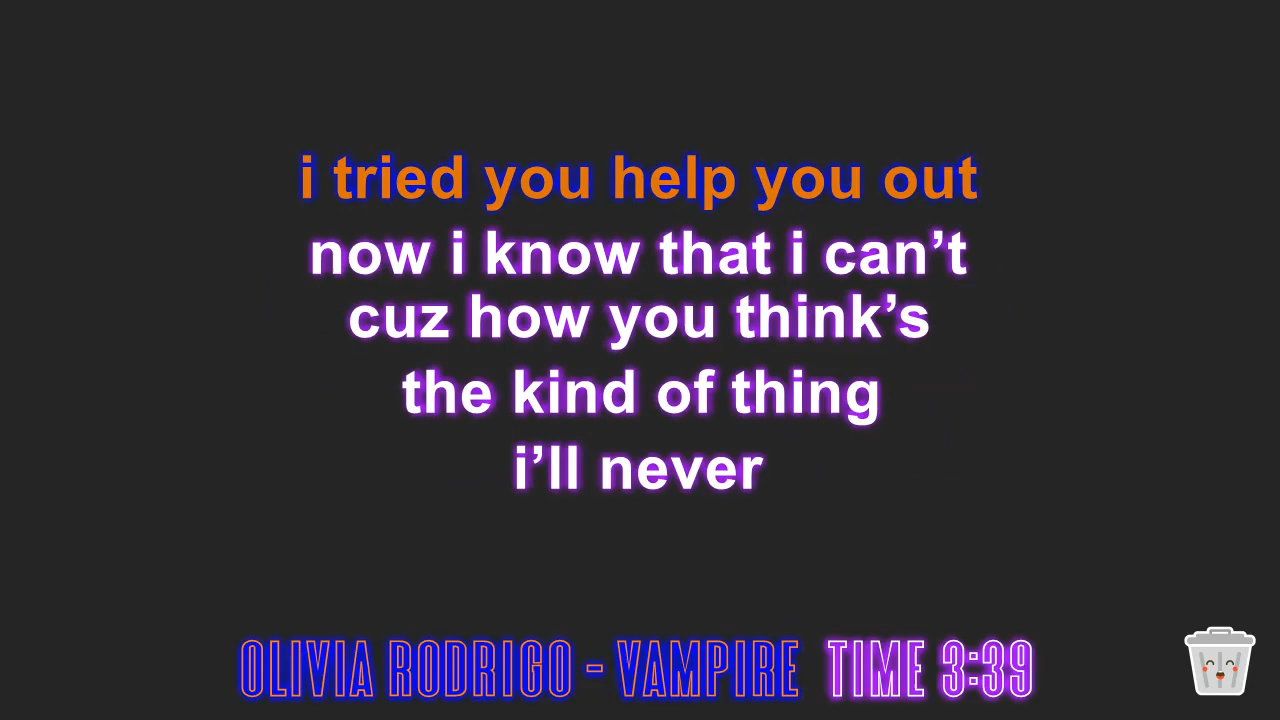 i tried you help you out
now i know that i can’t
cuz how you think’s
the kind of thing
i’ll never
OLIVIA RODRIGO - VAMPIRE TIME 3:39